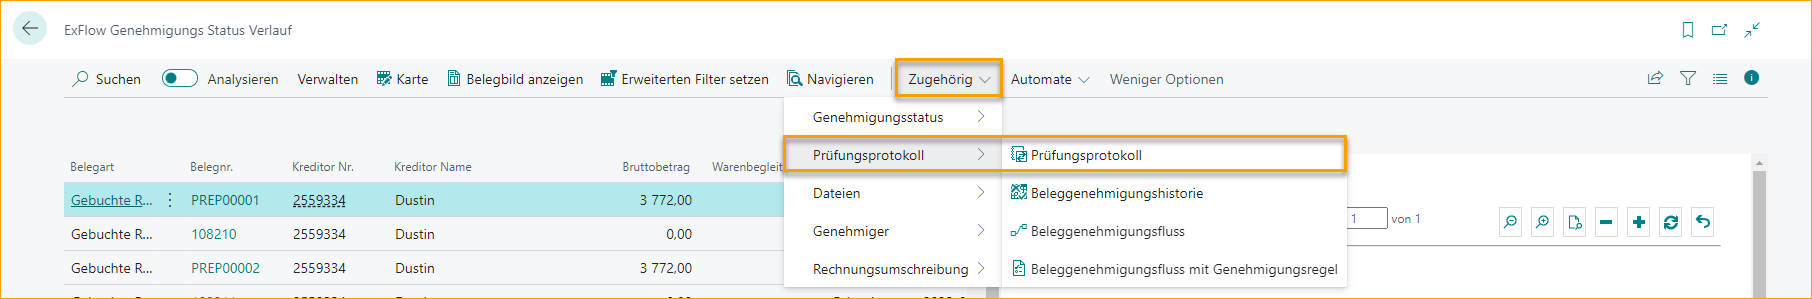 ExFlow Genehmigungs Status Verlauf
Suchen Analysieren Verwalten Karte Belegbild anzeigen Erweiterten Filter setzen Navigieren Zugehörig Automate Weniger Optionen
Genehmigungsstatus
Prüfungsprotokoll Prüfungsprotokoll
Belegart Belegnr. Kreditor Nr. Kreditor Name Bruttobetrag Warenbegleit
Dateien Beleggenehmigungshistorie
Gebuchte R... PREP00001 2559334 Dustin 3 772,00
1 von 1
Genehmiger Beleggenehmigungsfluss
Gebuchte R... 108210 2559334 Dustin 0,00
Rechnungsumschreibung Beleggenehmigungsfluss mit Genehmigungsregel
Gebuchte R... PREP00002 2559334 Dustin 3 772,00